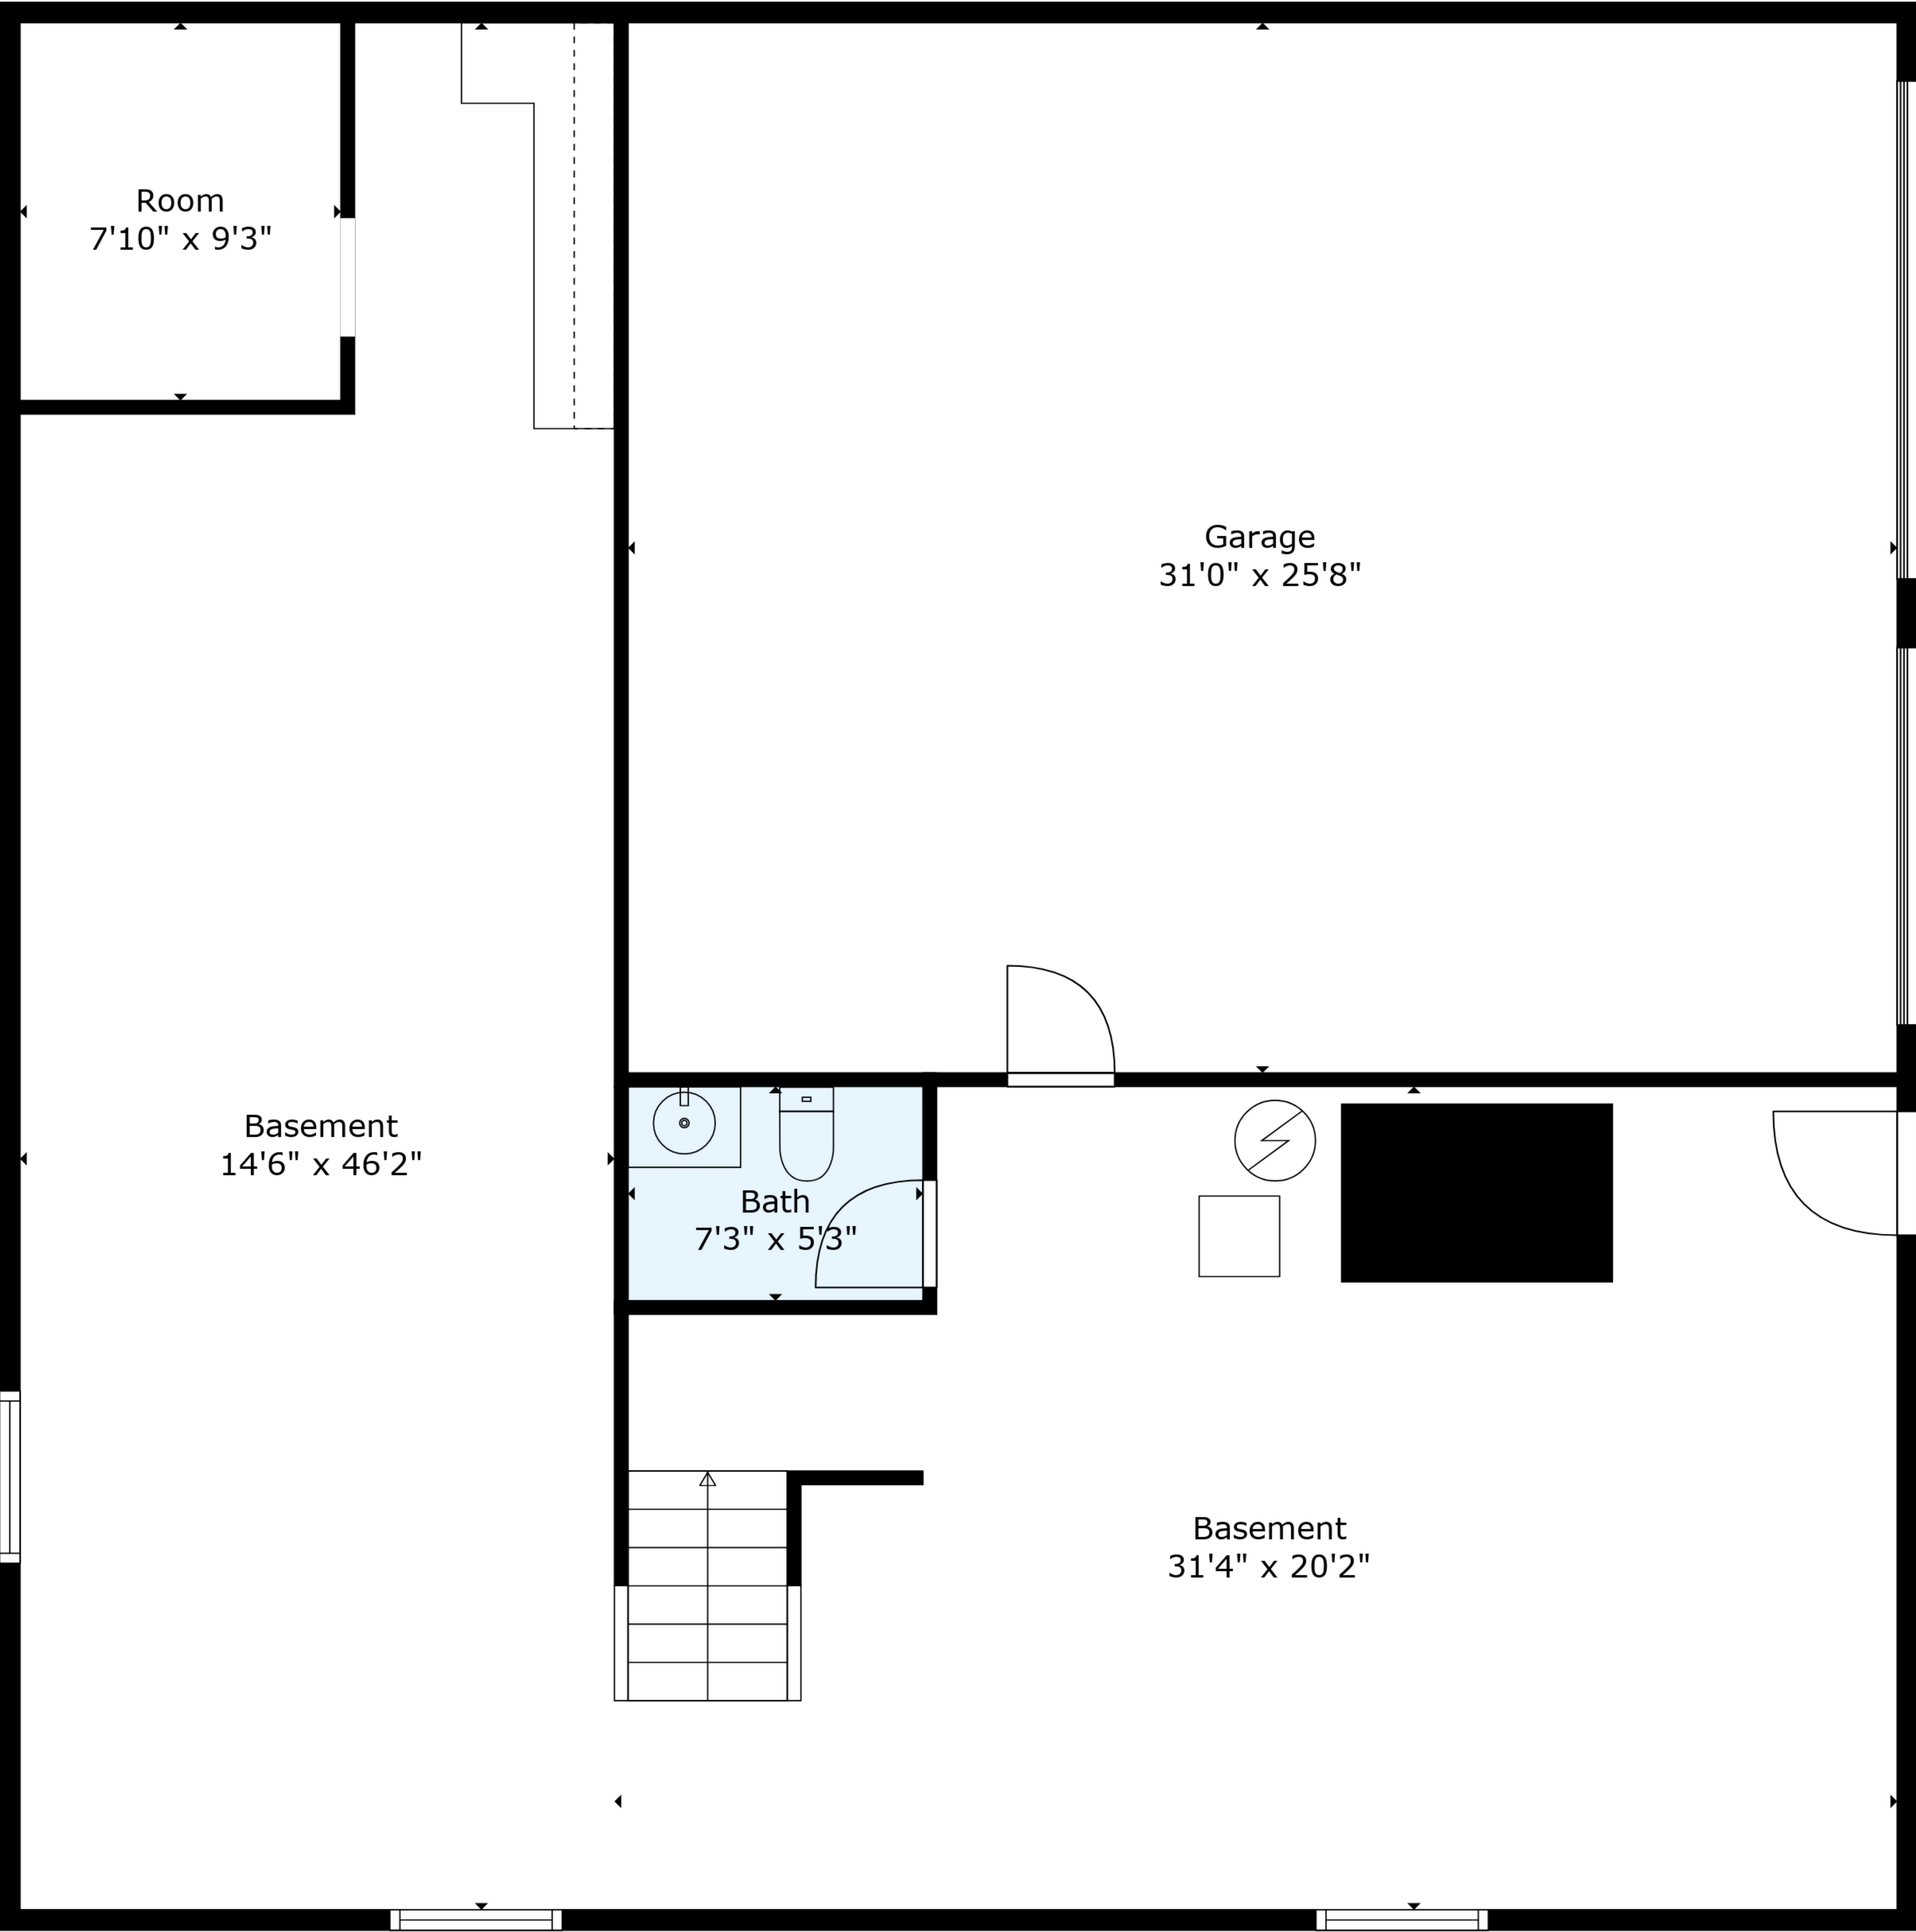 Room
7'10" x 9'3"
Garage
31'0" x 25'8"
Basement
14'6" x 46'2"
Bath
7'3" x 5'3"
Basement
31'4" x 20'2"